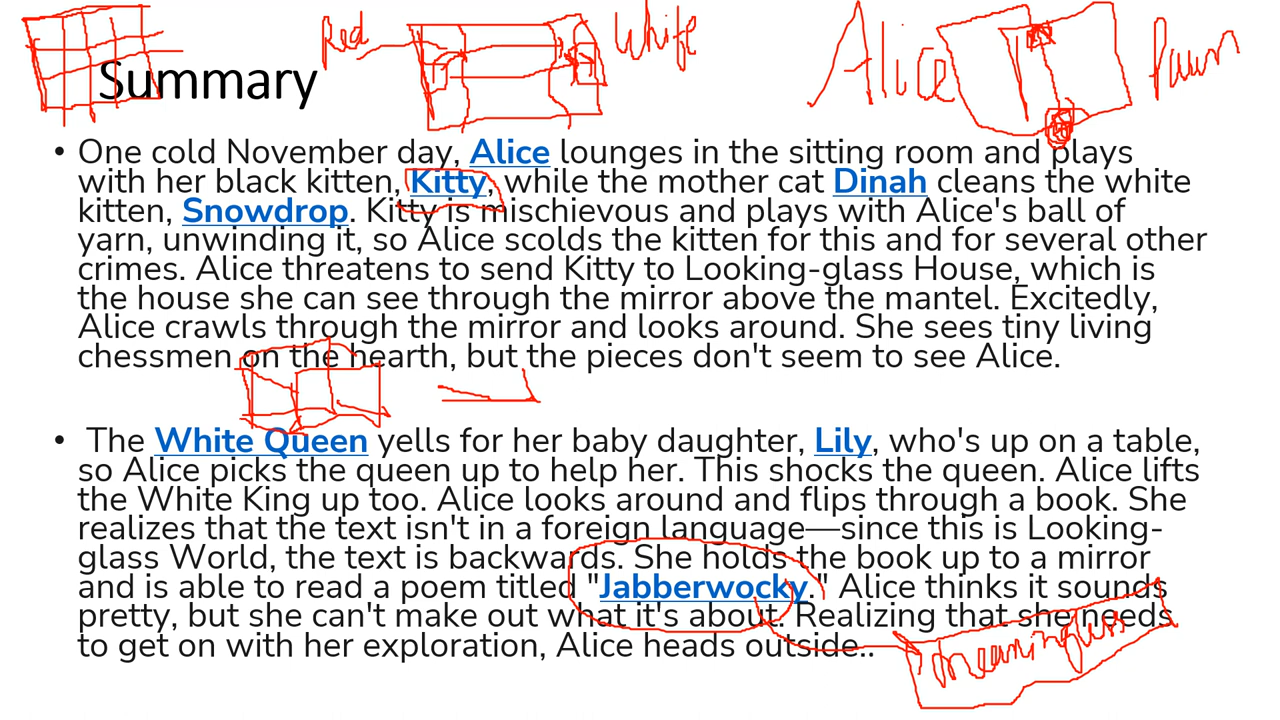 Red White Alice Pawn
Summary
• One cold November day, Alice lounges in the sitting room and plays
with her black kitten, Kitty, while the mother cat Dinah cleans the white
kitten, Snowdrop. Kitty is mischievous and plays with Alice's ball of
yarn, unwinding it, so Alice scolds the kitten for this and for several other
crimes. Alice threatens to send Kitty to Looking-glass House, which is
the house she can see through the mirror above the mantel. Excitedly,
Alice crawls through the mirror and looks around. She sees tiny living
chessmen on the hearth, but the pieces don't seem to see Alice.
• The White Queen yells for her baby daughter, Lily, who's up on a table,
so Alice picks the queen up to help her. This shocks the queen. Alice lifts
the White King up too. Alice looks around and flips through a book. She
realizes that the text isn't in a foreign language—since this is Looking-
glass World, the text is backwards. She holds the book up to a mirror
and is able to read a poem titled "Jabberwocky." Alice thinks it sounds
pretty, but she can't make out what it's about. Realizing that she needs
to get on with her exploration, Alice heads outside..
meaningless